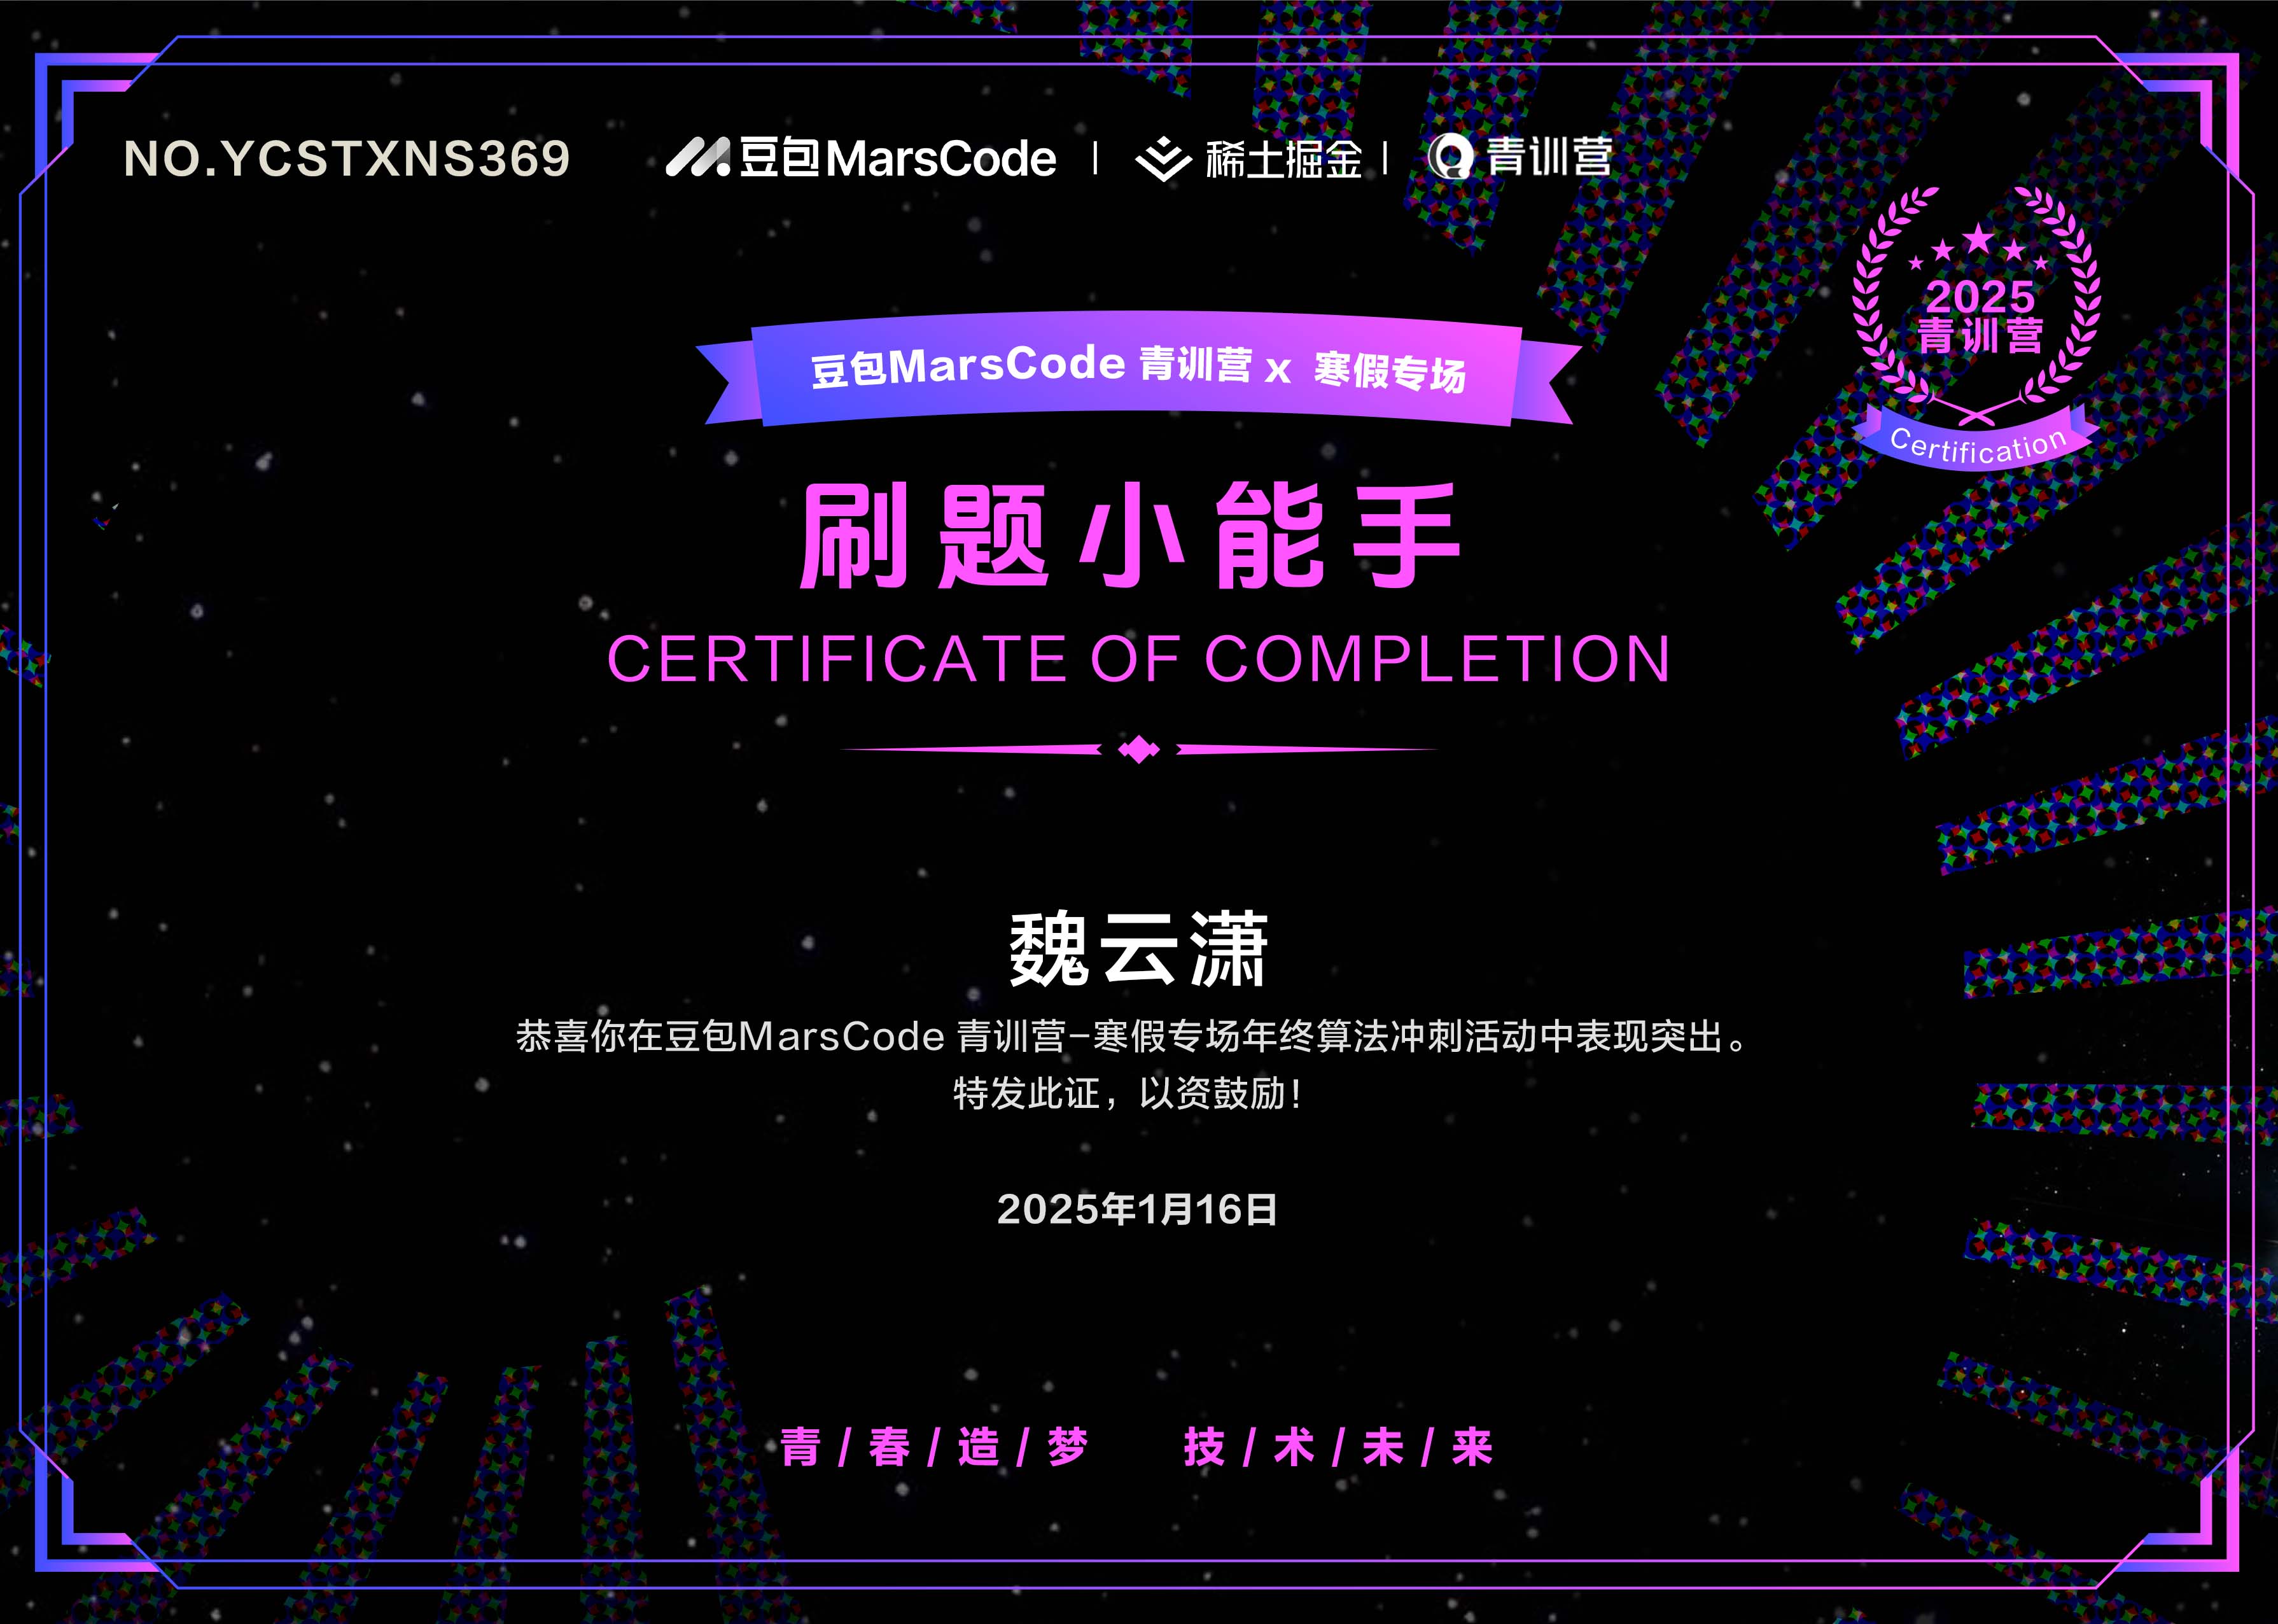 NO.YCSTXNS369
豆包MarsCode | 稀土掘金 | 青训营
2025
青训营
Certification
豆包MarsCode 青训营 x 寒假专场
刷题小能手
CERTIFICATE OF COMPLETION
魏云潇
恭喜你在豆包MarsCode 青训营-寒假专场年终算法冲刺活动中表现突出。
特发此证，以资鼓励！
2025年1月16日
青/春/造/梦 技/术/未/来